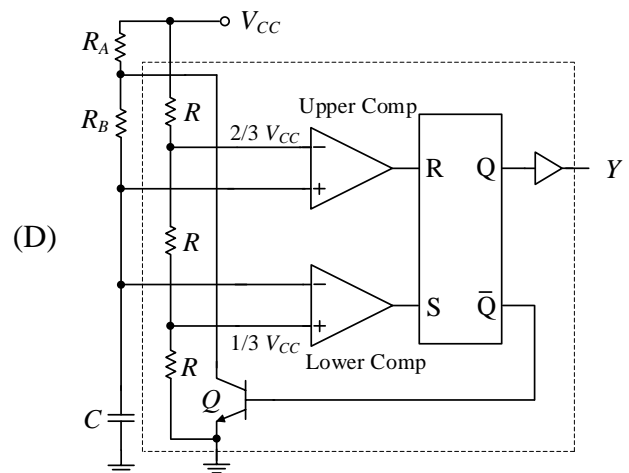 V_CC
R_A
Upper Comp
R_B
R
2/3 V_CC
−
+
R
Q
Y
(D)
R
−
+
S
Q̄
1/3 V_CC
Lower Comp
R
Q
C